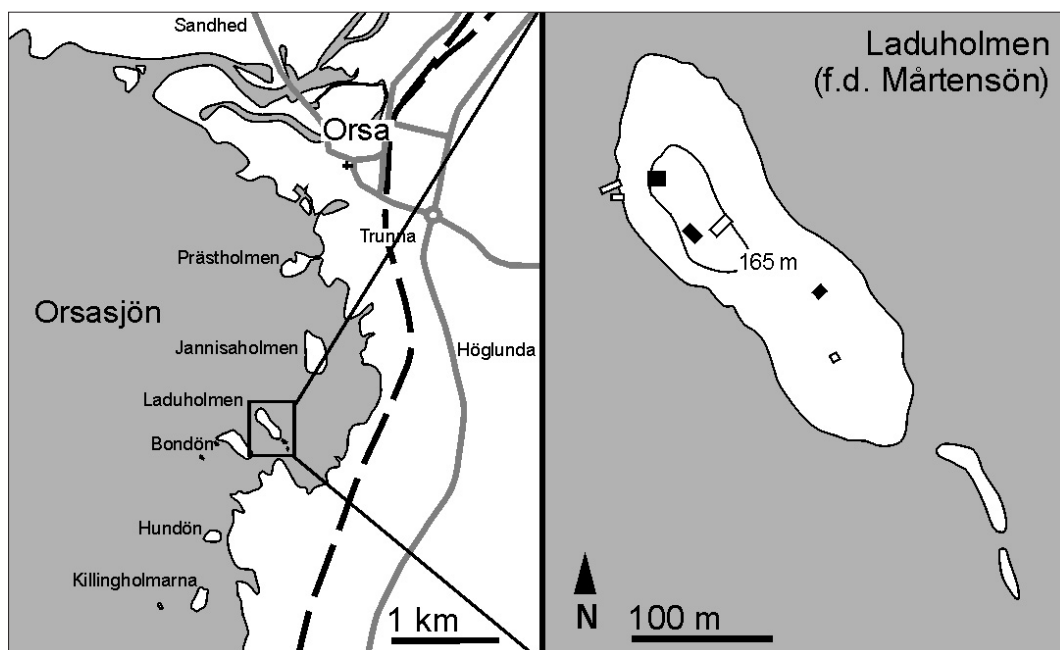 Sandhed
Orsa
Trunna
Prästholmen
Orsasjön
Jannisaholmen
Höglunda
Laduholmen
Bondön
Hundön
Killingholmarna
1 km
Laduholmen
(f.d. Mårtensön)
165 m
N
100 m